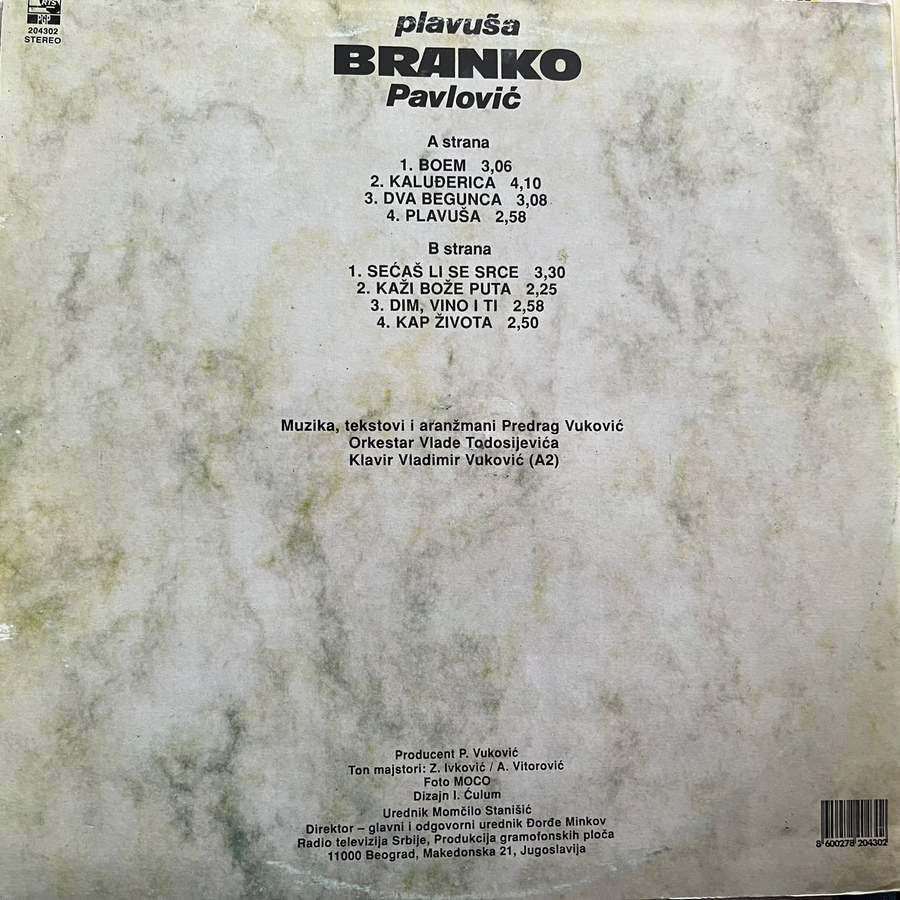 RTS
PGP
204302
STEREO
plavuša
BRANKO
Pavlović
A strana
1. BOEM 3,06
2. KALUĐERICA 4,10
3. DVA BEGUNCA 3,08
4. PLAVUŠA 2,58
B strana
1. SEĆAŠ LI SE SRCE 3,30
2. KAŽI BOŽE PUTA 2,25
3. DIM, VINO I TI 2,58
4. KAP ŽIVOTA 2,50
Muzika, tekstovi i aranžmani Predrag Vuković
Orkestar Vlade Todosijevića
Klavir Vladimir Vuković (A2)
Producent P. Vuković
Ton majstori: Z. Ivković / A. Vitorović
Foto MOCO
Dizajn I. Ćulum
Urednik Momčilo Stanišić
Direktor – glavni i odgovorni urednik Đorđe Minkov
Radio televizija Srbije, Produkcija gramofonskih ploča
11000 Beograd, Makedonska 21, Jugoslavija
8 600278 204302